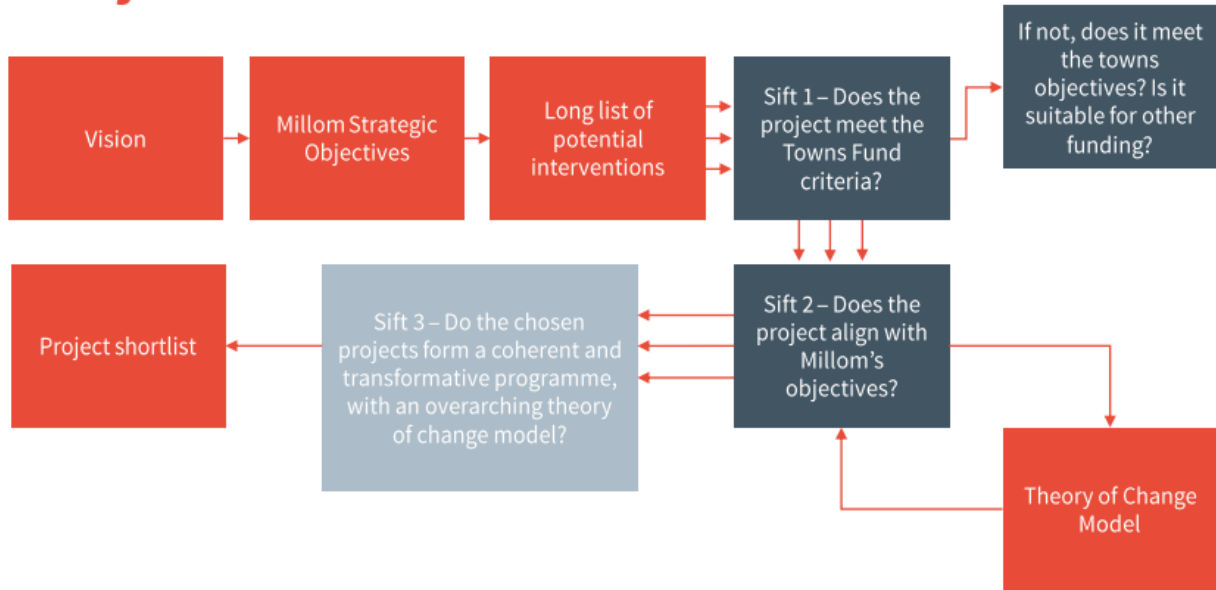 Vision
Millom Strategic
Objectives
Long list of
potential
interventions
Sift 1 – Does the
project meet the
Towns Fund
criteria?
If not, does it meet
the towns
objectives? Is it
suitable for other
funding?
Project shortlist
Sift 3 – Do the chosen
projects form a coherent and
transformative programme,
with an overarching theory
of change model?
Sift 2 – Does the
project align with
Millom's
objectives?
Theory of Change
Model